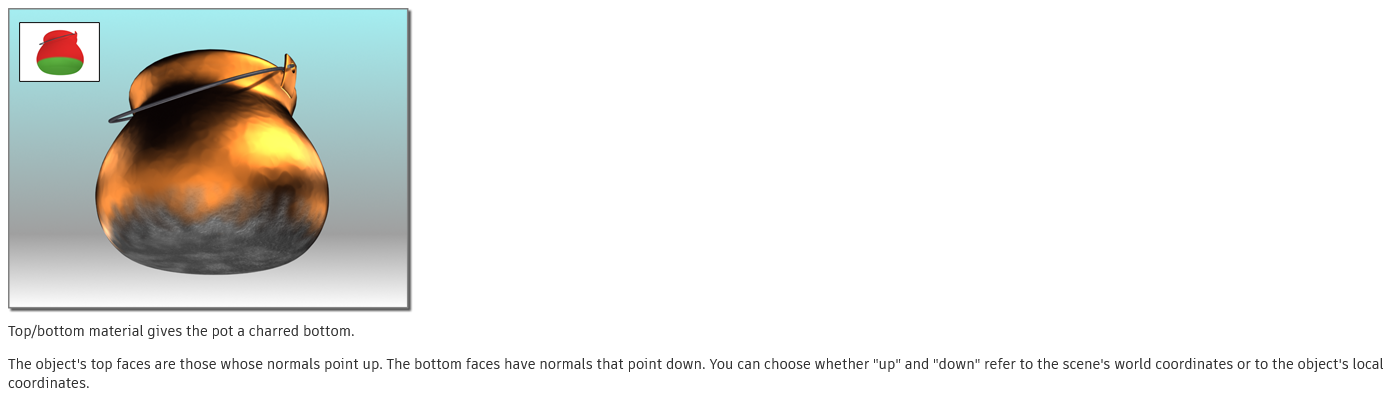 Top/bottom material gives the pot a charred bottom.
The object's top faces are those whose normals point up. The bottom faces have normals that point down. You can choose whether "up" and "down" refer to the scene's world coordinates or to the object's local
coordinates.